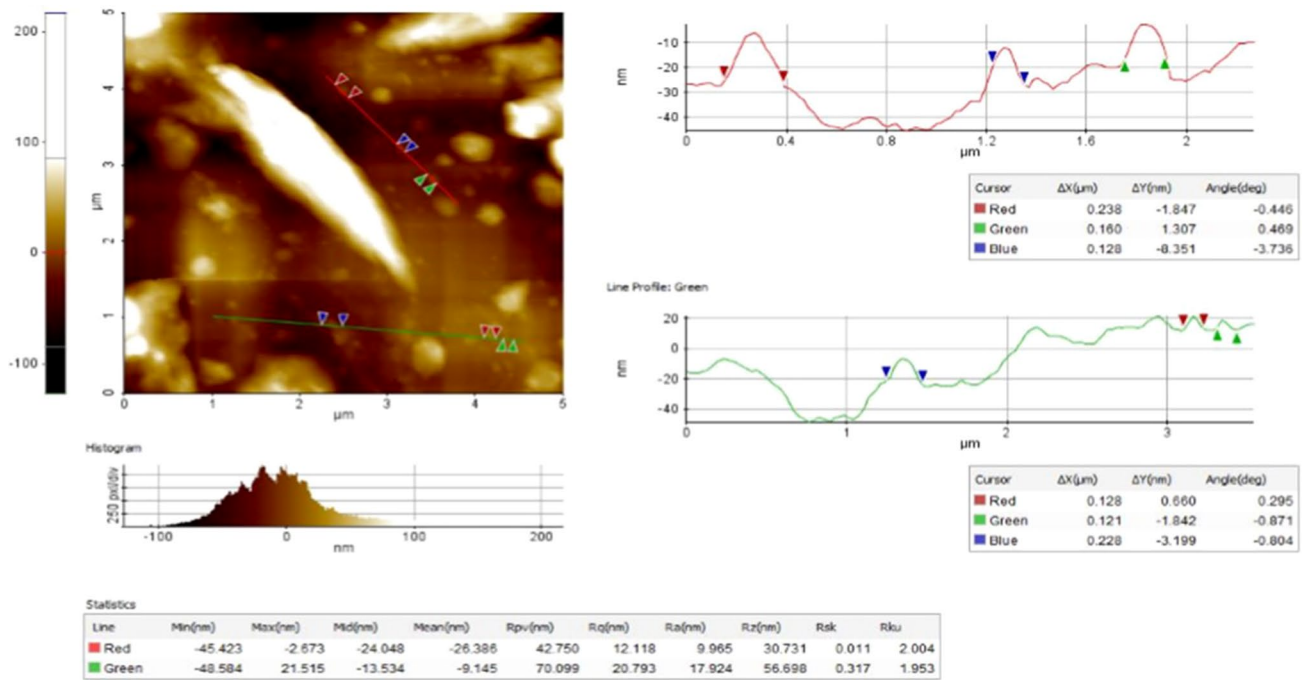 200
100
0
-100
5
4
3
2
1
0
μm
0 1 2 3 4 5
μm
-10
-20
-30
-40
nm
0 0.4 0.8 1.2 1.6 2
μm
Cursor ΔX(μm) ΔY(nm) Angle(deg)
Red 0.238 -1.847 -0.446
Green 0.160 1.307 0.469
Blue 0.128 -8.351 -3.736
Line Profile: Green
20
0
-20
-40
nm
0 1 2 3
μm
Cursor ΔX(μm) ΔY(nm) Angle(deg)
Red 0.128 0.660 0.295
Green 0.121 -1.842 -0.871
Blue 0.228 -3.199 -0.804
Histogram
250 pxl/div
-100 0 100 200
nm
Statistics
Line Min(nm) Max(nm) Mid(nm) Mean(nm) Rpv(nm) Rq(nm) Ra(nm) Rz(nm) Rsk Rku
Red -45.423 -2.673 -24.048 -26.386 42.750 12.118 9.965 30.731 0.011 2.004
Green -48.584 21.515 -13.534 -9.145 70.099 20.793 17.924 56.698 0.317 1.953